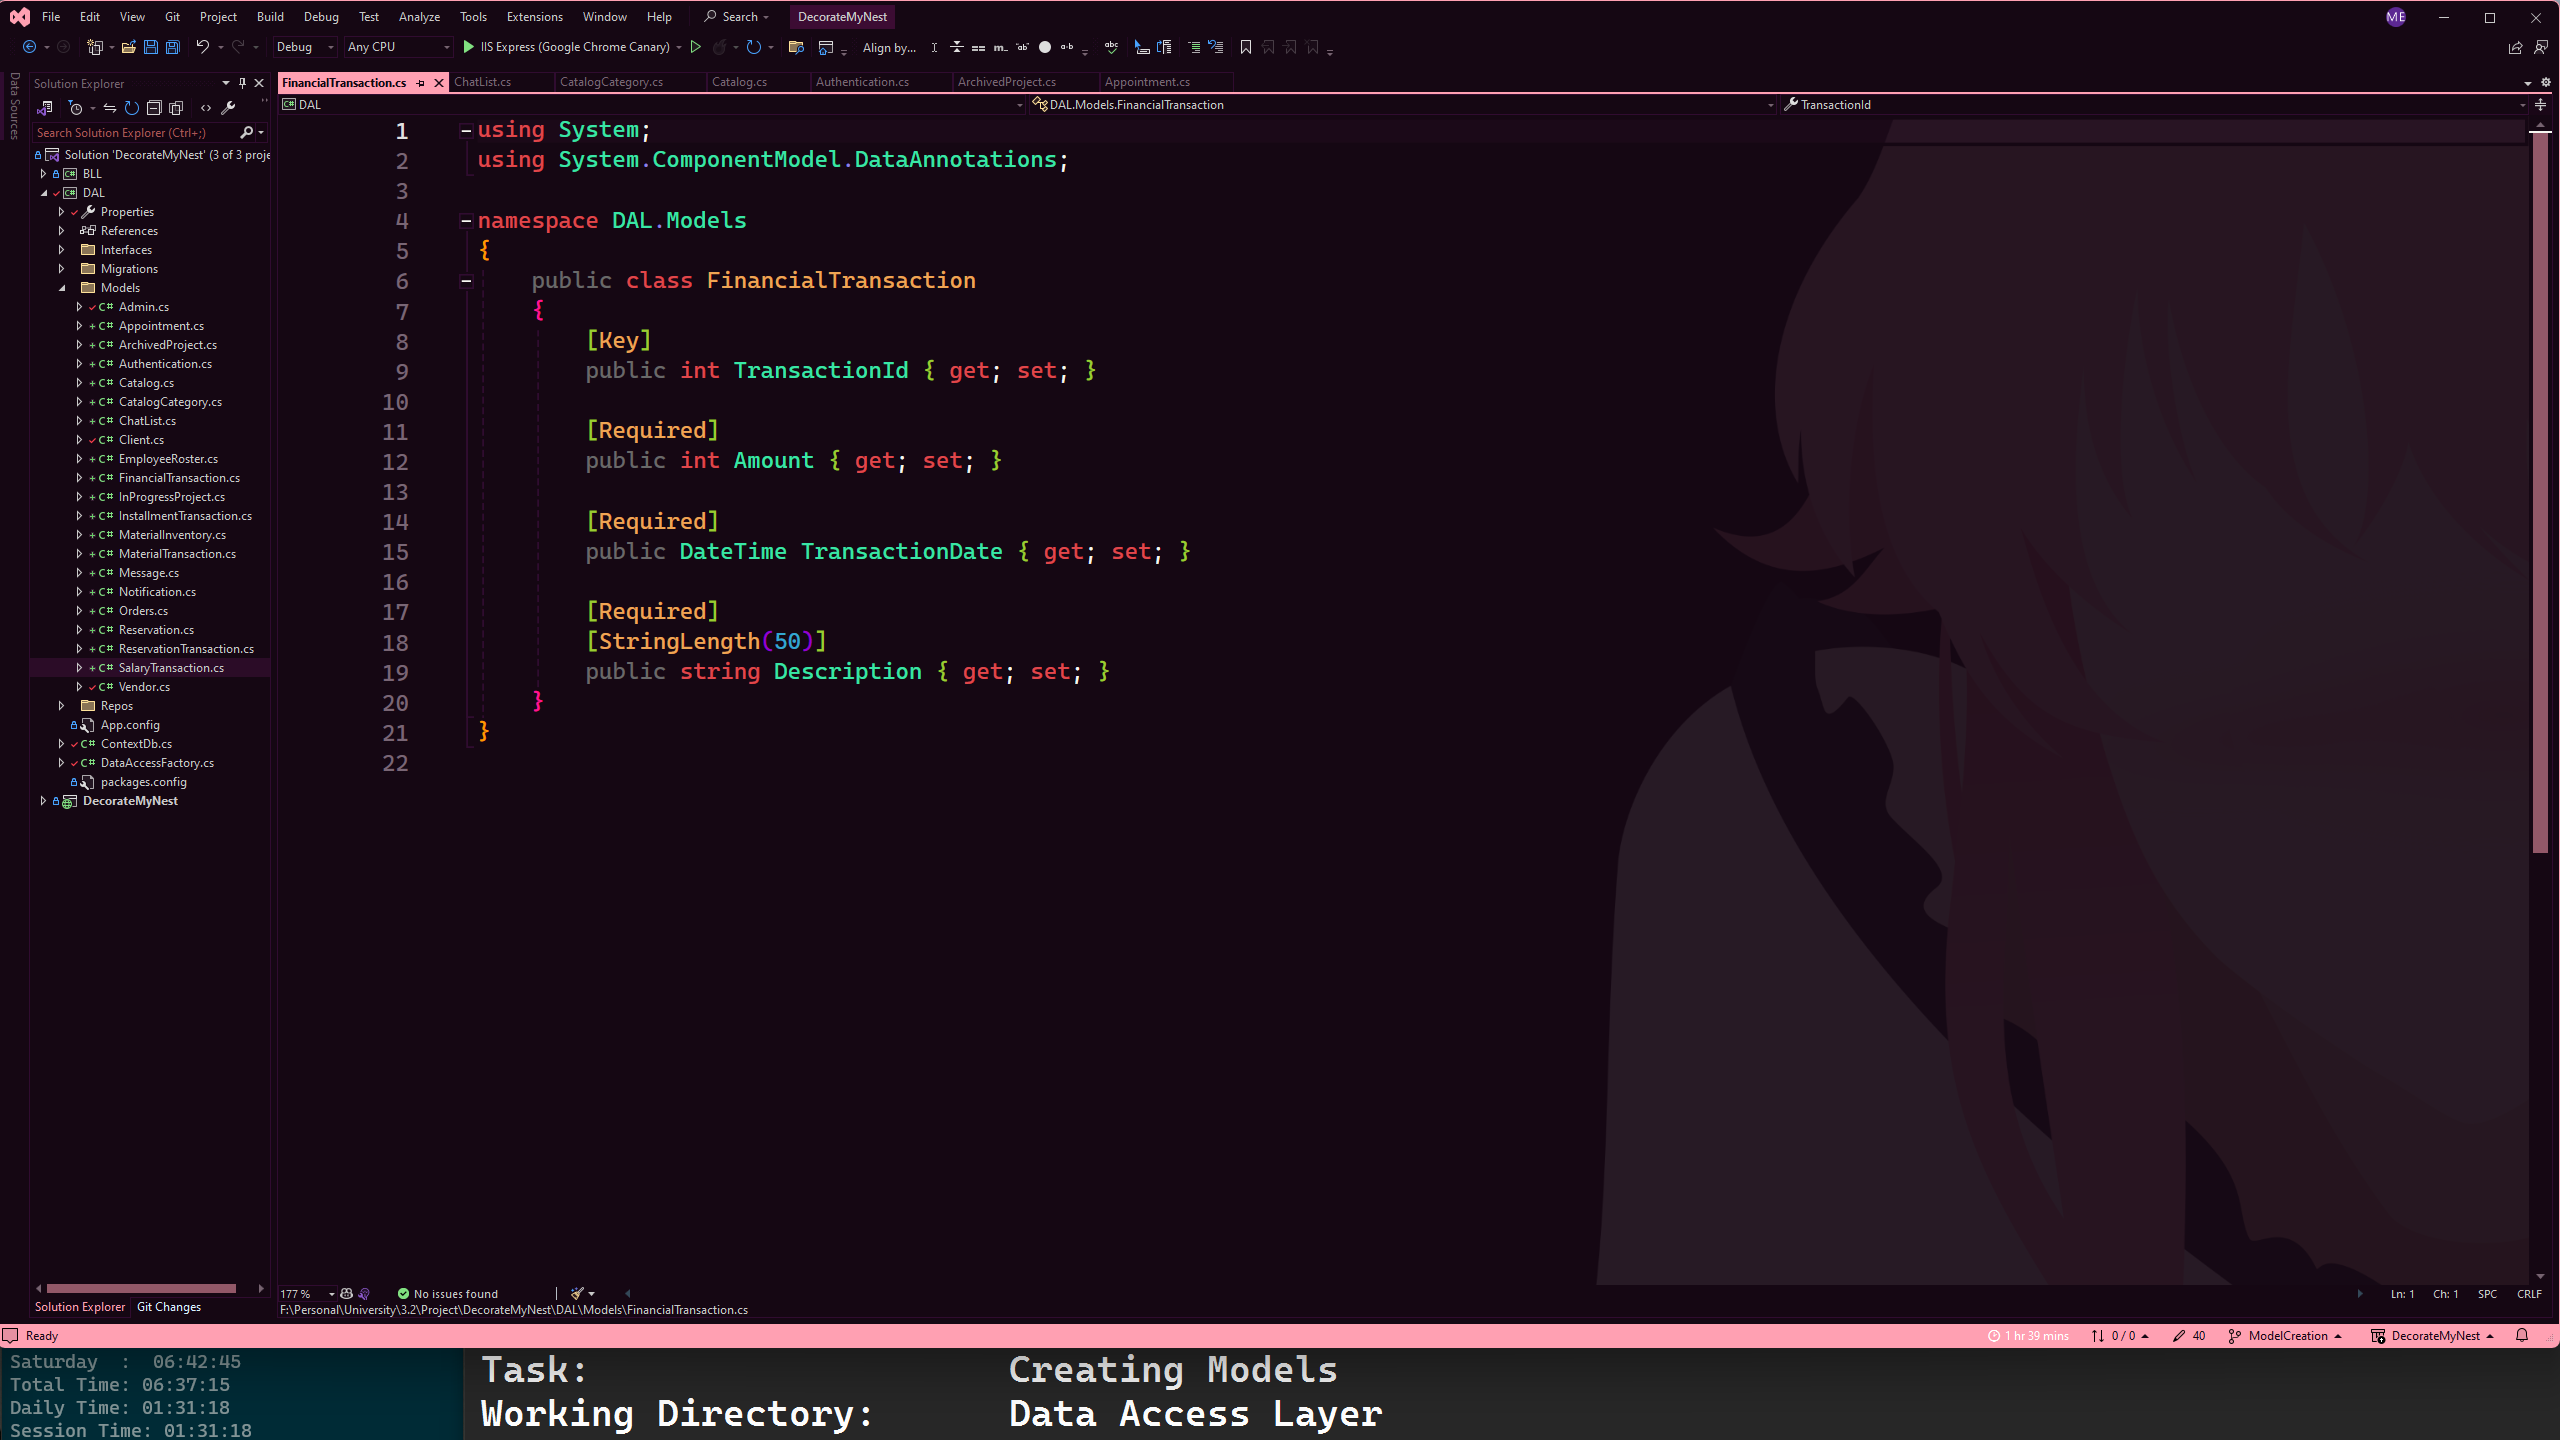 File Edit View Git Project Build Debug Test Analyze Tools Extensions Window Help Search DecorateMyNest ME
Debug Any CPU IIS Express (Google Chrome Canary) Align by...
Data Sources
Solution Explorer
Search Solution Explorer (Ctrl+;)
Solution 'DecorateMyNest' (3 of 3 proje
BLL
DAL
Properties
References
Interfaces
Migrations
Models
C# Admin.cs
C# Appointment.cs
C# ArchivedProject.cs
C# Authentication.cs
C# Catalog.cs
C# CatalogCategory.cs
C# ChatList.cs
C# Client.cs
C# EmployeeRoster.cs
C# FinancialTransaction.cs
C# InProgressProject.cs
C# InstallmentTransaction.cs
C# MaterialInventory.cs
C# MaterialTransaction.cs
C# Message.cs
C# Notification.cs
C# Orders.cs
C# Reservation.cs
C# ReservationTransaction.cs
C# SalaryTransaction.cs
C# Vendor.cs
Repos
App.config
C# ContextDb.cs
C# DataAccessFactory.cs
packages.config
DecorateMyNest
Solution Explorer Git Changes
FinancialTransaction.cs ChatList.cs CatalogCategory.cs Catalog.cs Authentication.cs ArchivedProject.cs Appointment.cs
C# DAL DAL.Models.FinancialTransaction TransactionId
1 using System;
2 using System.ComponentModel.DataAnnotations;
3
4 namespace DAL.Models
5 {
6 public class FinancialTransaction
7 {
8 [Key]
9 public int TransactionId { get; set; }
10
11 [Required]
12 public int Amount { get; set; }
13
14 [Required]
15 public DateTime TransactionDate { get; set; }
16
17 [Required]
18 [StringLength(50)]
19 public string Description { get; set; }
20 }
21 }
22
177 % No issues found Ln: 1 Ch: 1 SPC CRLF
F:\Personal\University\3.2\Project\DecorateMyNest\DAL\Models\FinancialTransaction.cs
Ready 1 hr 39 mins 0 / 0 40 ModelCreation DecorateMyNest
Saturday : 06:42:45
Total Time: 06:37:15
Daily Time: 01:31:18
Session Time: 01:31:18
Task: Creating Models
Working Directory: Data Access Layer